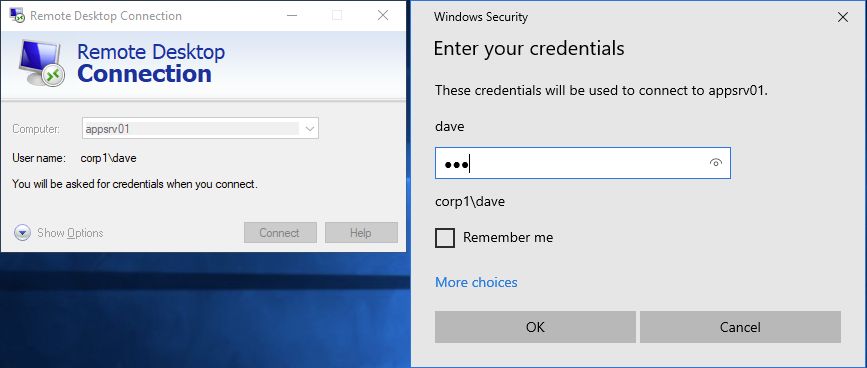 Remote Desktop Connection
Remote Desktop
Connection
Computer:
appsrv01
User name:
corp1\dave
You will be asked for credentials when you connect.
Show Options
Connect
Help
Windows Security
Enter your credentials
These credentials will be used to connect to appsrv01.
dave
●●●
corp1\dave
Remember me
More choices
OK
Cancel